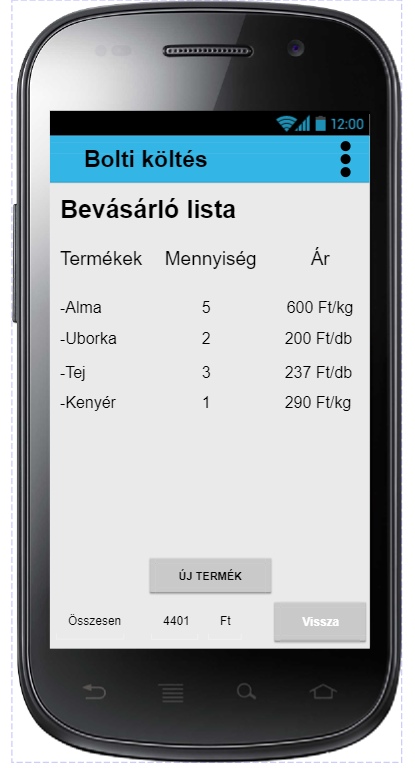 12:00
Bolti költés
Bevásárló lista
Termékek Mennyiség Ár
-Alma 5 600 Ft/kg
-Uborka 2 200 Ft/db
-Tej 3 237 Ft/db
-Kenyér 1 290 Ft/kg
ÚJ TERMÉK
Összesen 4401 Ft Vissza